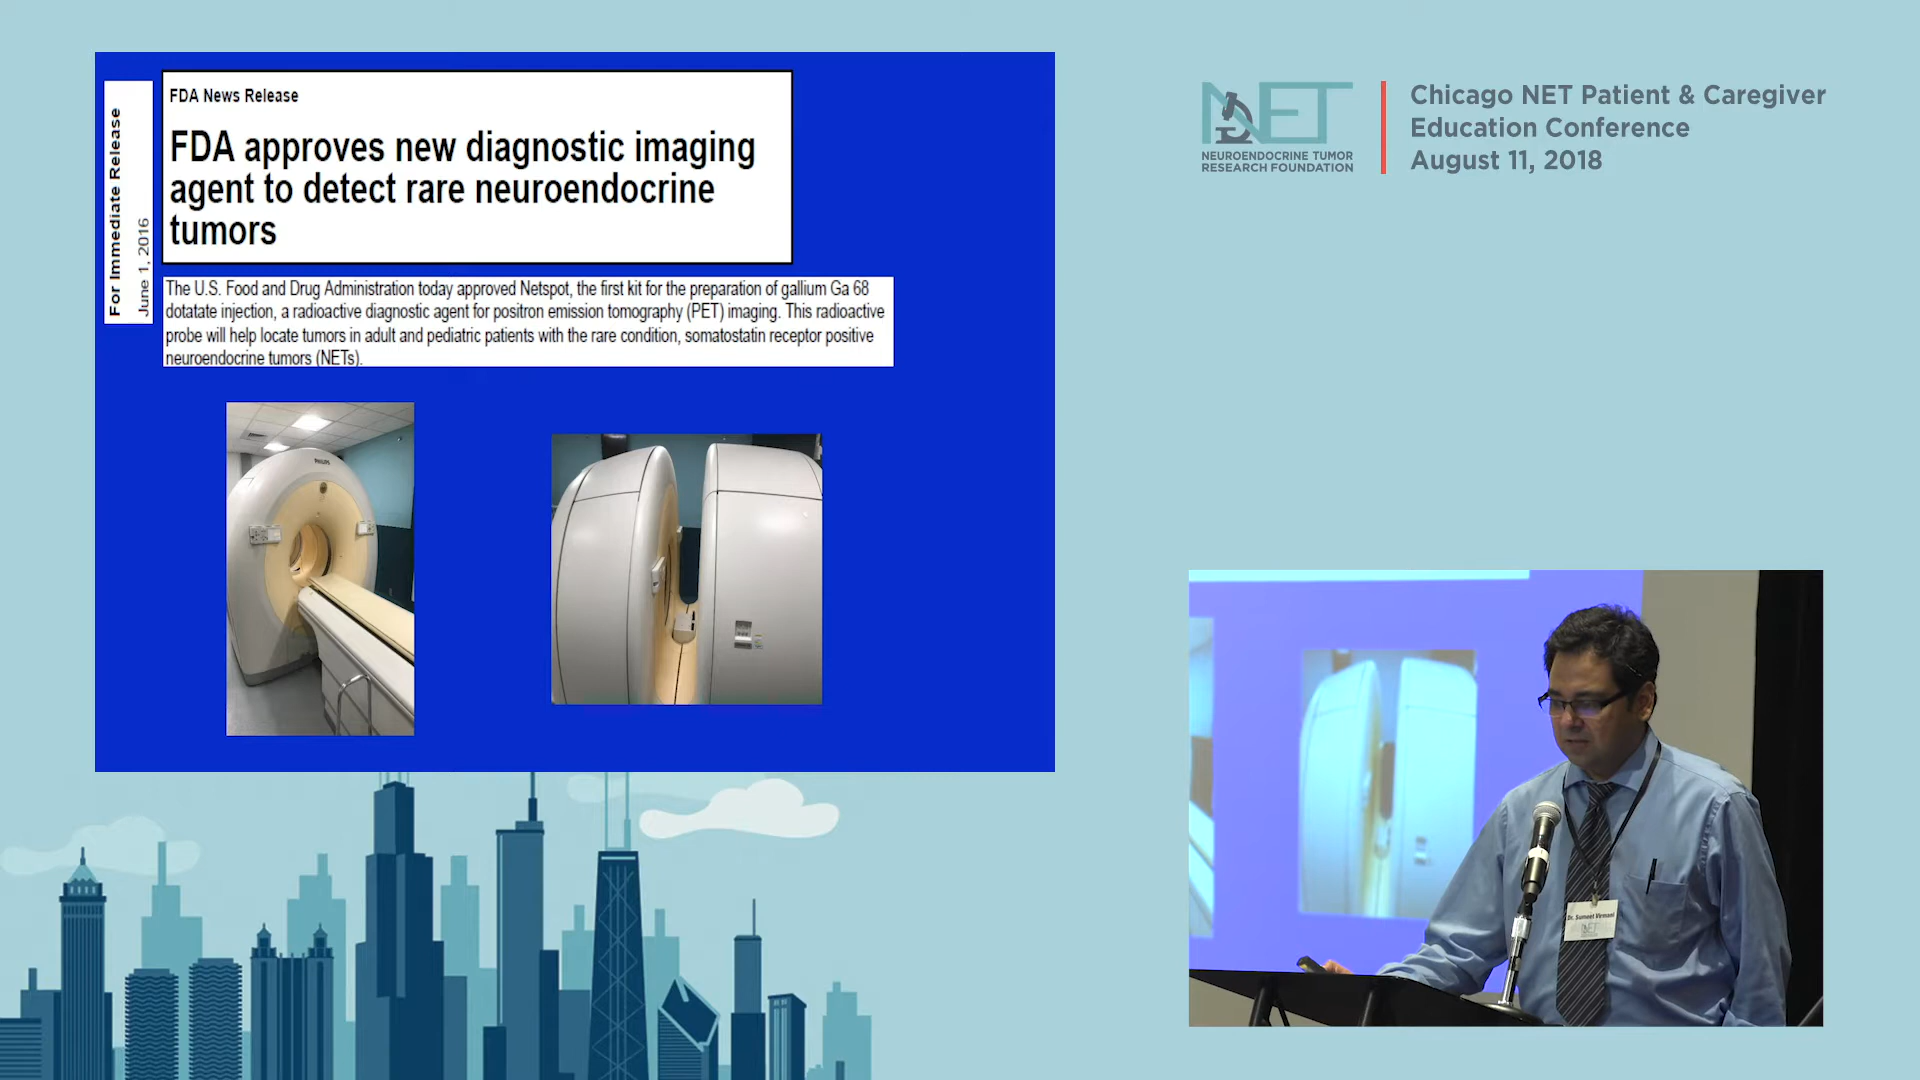 For Immediate Release
June 1, 2016
FDA News Release
FDA approves new diagnostic imaging
agent to detect rare neuroendocrine
tumors
The U.S. Food and Drug Administration today approved Netspot, the first kit for the preparation of gallium Ga 68
dotatate injection, a radioactive diagnostic agent for positron emission tomography (PET) imaging. This radioactive
probe will help locate tumors in adult and pediatric patients with the rare condition, somatostatin receptor positive
neuroendocrine tumors (NETs).
PHILIPS
NET
NEUROENDOCRINE TUMOR
RESEARCH FOUNDATION
Chicago NET Patient & Caregiver
Education Conference
August 11, 2018
Dr. Sumeet Virmani
NET